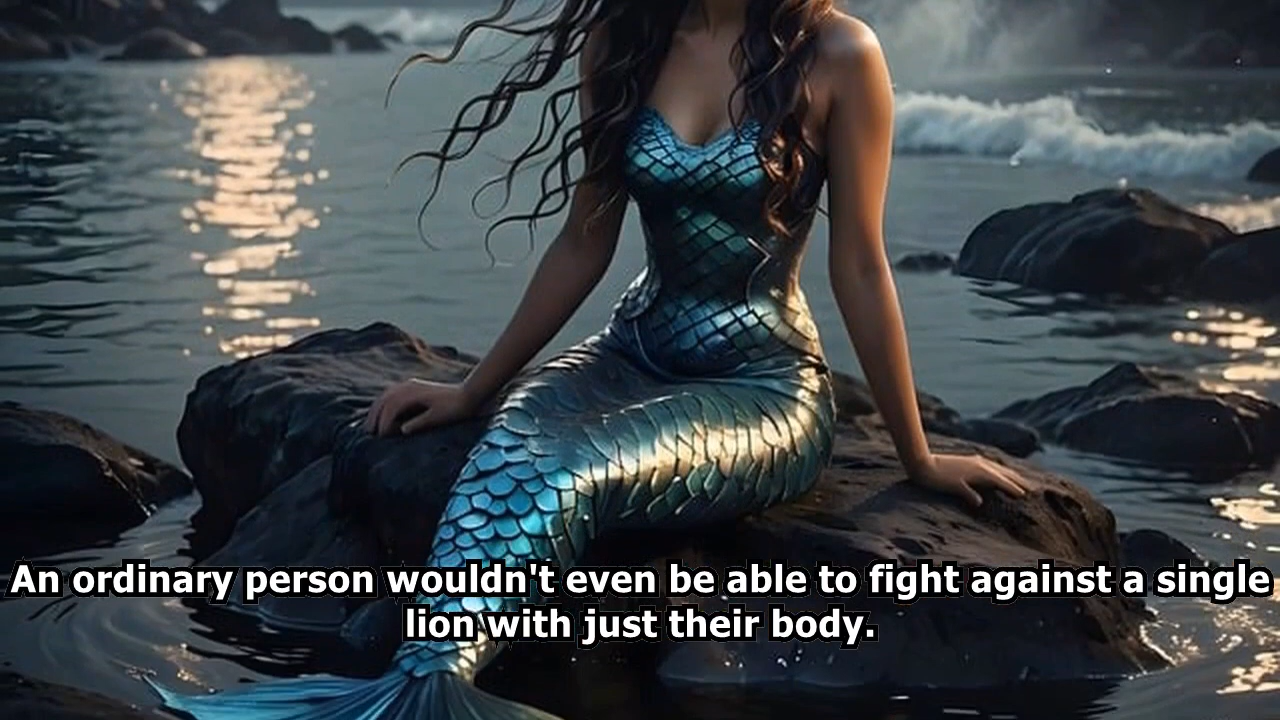 An ordinary person wouldn't even be able to fight against a single
lion with just their body.